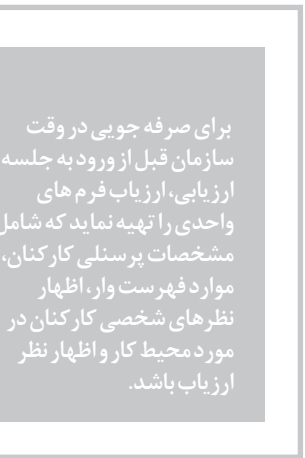 برای صرفه جویی در وقت
سازمان قبل از ورود به جلسه
ارزیابی، ارزیاب فرم های
واحدی را تهیه نماید که شامل
مشخصات پرسنلی کارکنان،
موارد فهرست وار، اظهار
نظرهای شخصی کارکنان در
مورد محیط کار و اظهار نظر
ارزیاب باشد.